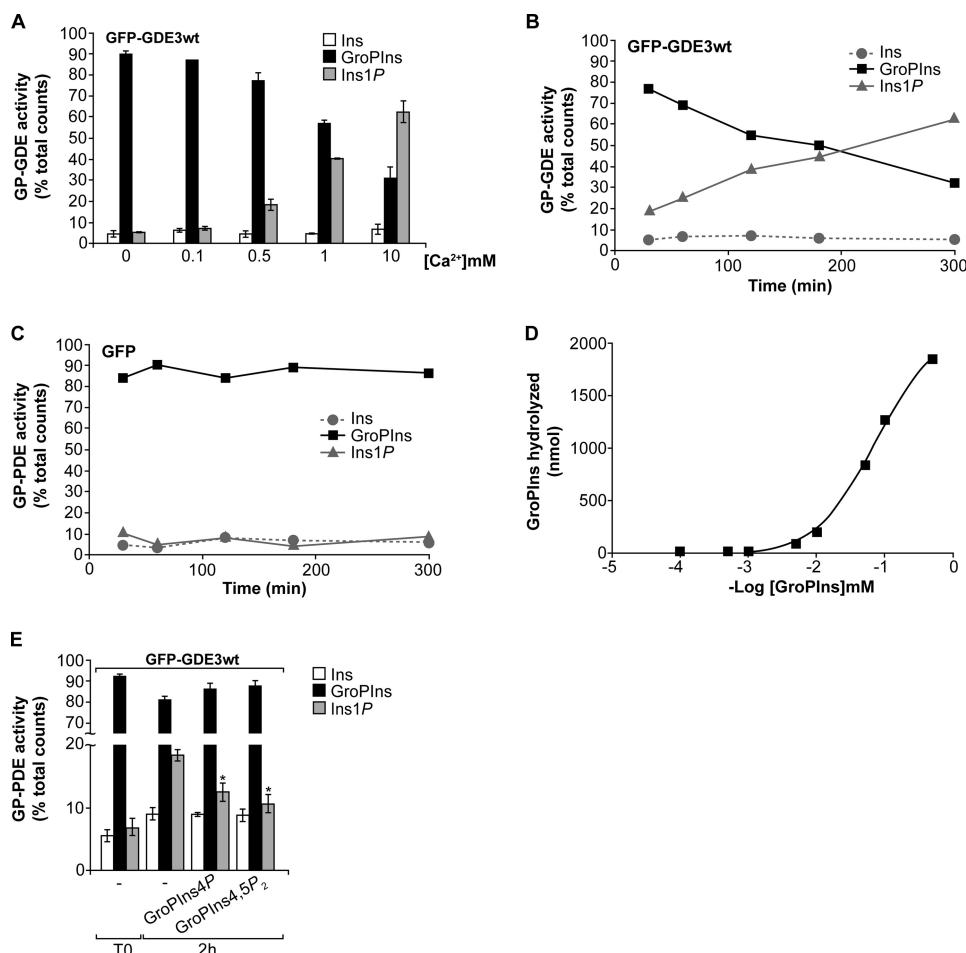 A
GFP-GDE3wt
Ins
GroPIns
Ins1P
GP-GDE activity
(% total counts)
100
90
80
70
60
50
40
30
20
10
0
0 0.1 0.5 1 10
[Ca²⁺]mM
B
GFP-GDE3wt
Ins
GroPIns
Ins1P
GP-GDE activity
(% total counts)
100
90
80
70
60
50
40
30
20
10
0
0 100 200 300
Time (min)
C
GFP
Ins
GroPIns
Ins1P
GP-PDE activity
(% total counts)
100
90
80
70
60
50
40
30
20
10
0
0 100 200 300
Time (min)
D
GroPIns hydrolyzed
(nmol)
2000
1500
1000
500
0
-5 -4 -3 -2 -1 0
-Log [GroPIns]mM
E
GFP-GDE3wt
Ins
GroPIns
Ins1P
GP-PDE activity
(% total counts)
100
90
80
70
20
10
0
* *
- - GroPIns4P GroPIns4,5P₂
T0 2h